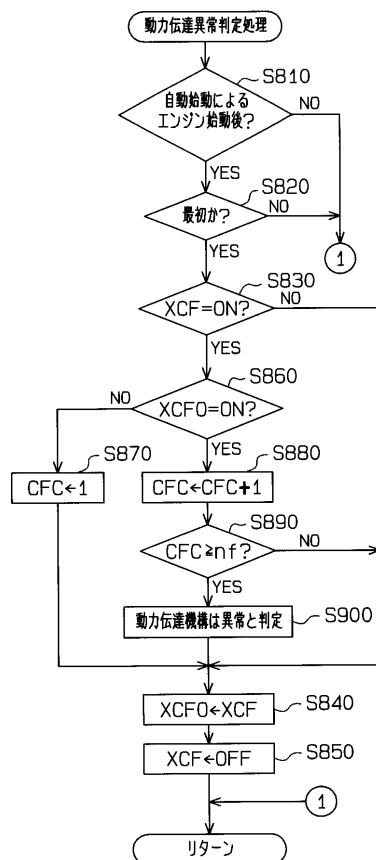 動力伝達異常判定処理
S810
自動始動による
エンジン始動後?
NO
YES
S820
最初か?
NO
YES
1
S830
XCF=ON?
NO
YES
S860
NO
XCFO=ON?
YES
S870
S880
CFC←1
CFC←CFC+1
S890
CFC≧nf?
NO
YES
S900
動力伝達機構は異常と判定
XCFO←XCF
S840
XCF←OFF
S850
1
リターン